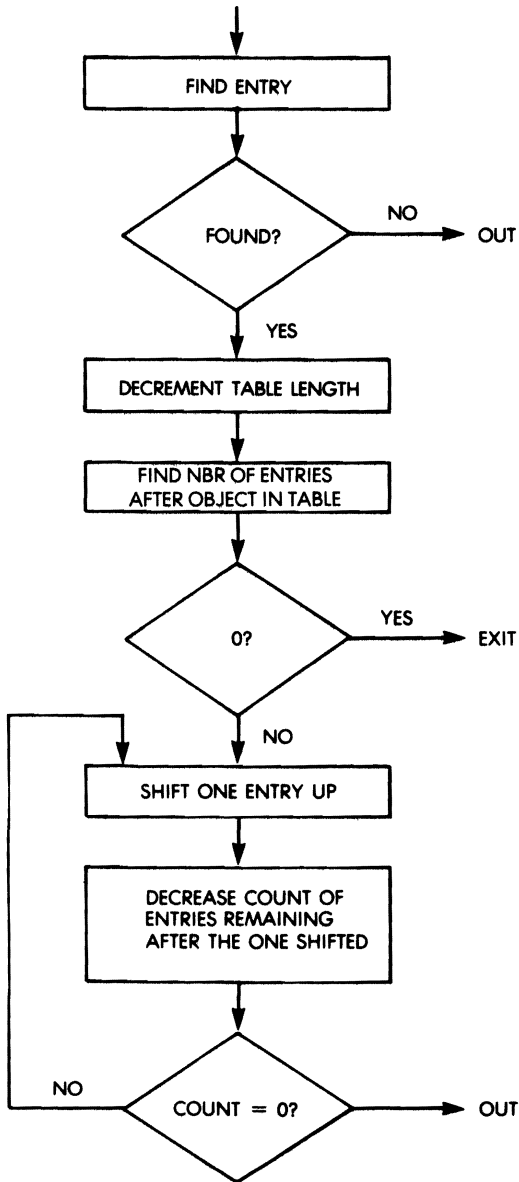 FIND ENTRY
FOUND?
NO
OUT
YES
DECREMENT TABLE LENGTH
FIND NBR OF ENTRIES
AFTER OBJECT IN TABLE
0?
YES
EXIT
NO
SHIFT ONE ENTRY UP
DECREASE COUNT OF
ENTRIES REMAINING
AFTER THE ONE SHIFTED
NO
COUNT = 0?
OUT